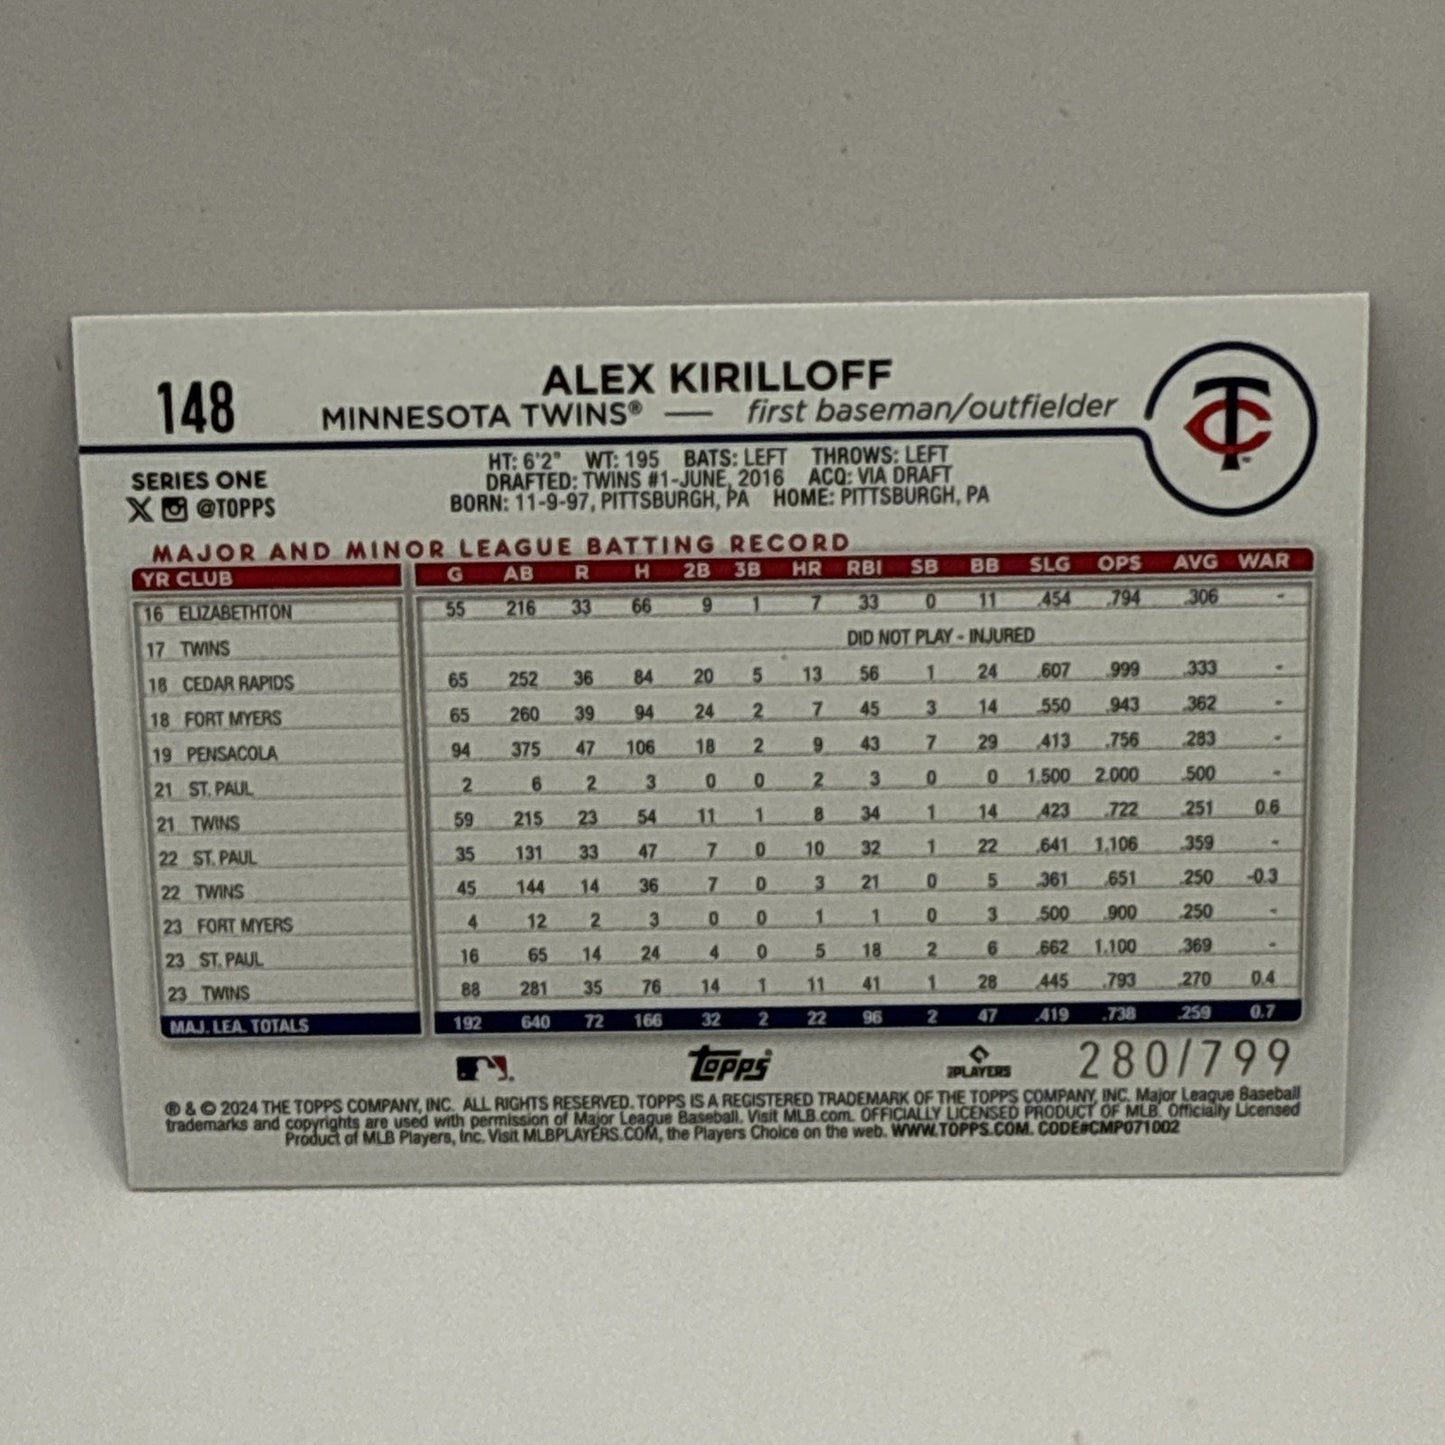 148
ALEX KIRILLOFF
MINNESOTA TWINS® — first baseman/outfielder
TC™
SERIES ONE
@TOPPS
HT: 6'2" WT: 195 BATS: LEFT THROWS: LEFT
DRAFTED: TWINS #1-JUNE, 2016 ACQ: VIA DRAFT
BORN: 11-9-97, PITTSBURGH, PA HOME: PITTSBURGH, PA
MAJOR AND MINOR LEAGUE BATTING RECORD
YR CLUB G AB R H 2B 3B HR RBI SB BB SLG OPS AVG WAR
16 ELIZABETHTON 55 216 33 66 9 1 7 33 0 11 .454 .794 .306 -
17 TWINS DID NOT PLAY - INJURED
18 CEDAR RAPIDS 65 252 36 84 20 5 13 56 1 24 .607 .999 .333 -
18 FORT MYERS 65 260 39 94 24 2 7 45 3 14 .550 .943 .362 -
19 PENSACOLA 94 375 47 106 18 2 9 43 7 29 .413 .756 .283 -
21 ST. PAUL 2 6 2 3 0 0 2 3 0 0 1.500 2.000 .500 -
21 TWINS 59 215 23 54 11 1 8 34 1 14 .423 .722 .251 0.6
22 ST. PAUL 35 131 33 47 7 0 10 32 1 22 .641 1.106 .359 -
22 TWINS 45 144 14 36 7 0 3 21 0 5 .361 .651 .250 -0.3
23 FORT MYERS 4 12 2 3 0 0 1 1 0 3 .500 .900 .250 -
23 ST. PAUL 16 65 14 24 4 0 5 18 2 6 .662 1.100 .369 -
23 TWINS 88 281 35 76 14 1 11 41 1 28 .445 .793 .270 0.4
MAJ. LEA. TOTALS 192 640 72 166 32 2 22 96 2 47 .419 .738 .259 0.7
topps®
PLAYERS
280/799
® & © 2024 THE TOPPS COMPANY, INC. ALL RIGHTS RESERVED. TOPPS IS A REGISTERED TRADEMARK OF THE TOPPS COMPANY, INC. Major League Baseball
trademarks and copyrights are used with permission of Major League Baseball. Visit MLB.com. OFFICIALLY LICENSED PRODUCT OF MLB. Officially Licensed
Product of MLB Players, Inc. Visit MLBPLAYERS.COM, the Players Choice on the web. WWW.TOPPS.COM. CODE#CMP071002